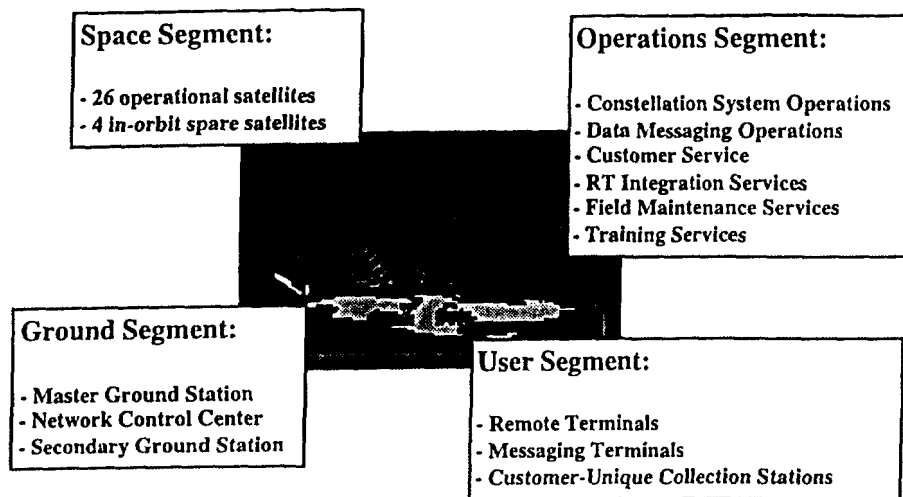 Space Segment:
- 26 operational satellites
- 4 in-orbit spare satellites
Operations Segment:
- Constellation System Operations
- Data Messaging Operations
- Customer Service
- RT Integration Services
- Field Maintenance Services
- Training Services
Ground Segment:
- Master Ground Station
- Network Control Center
- Secondary Ground Station
User Segment:
- Remote Terminals
- Messaging Terminals
- Customer-Unique Collection Stations